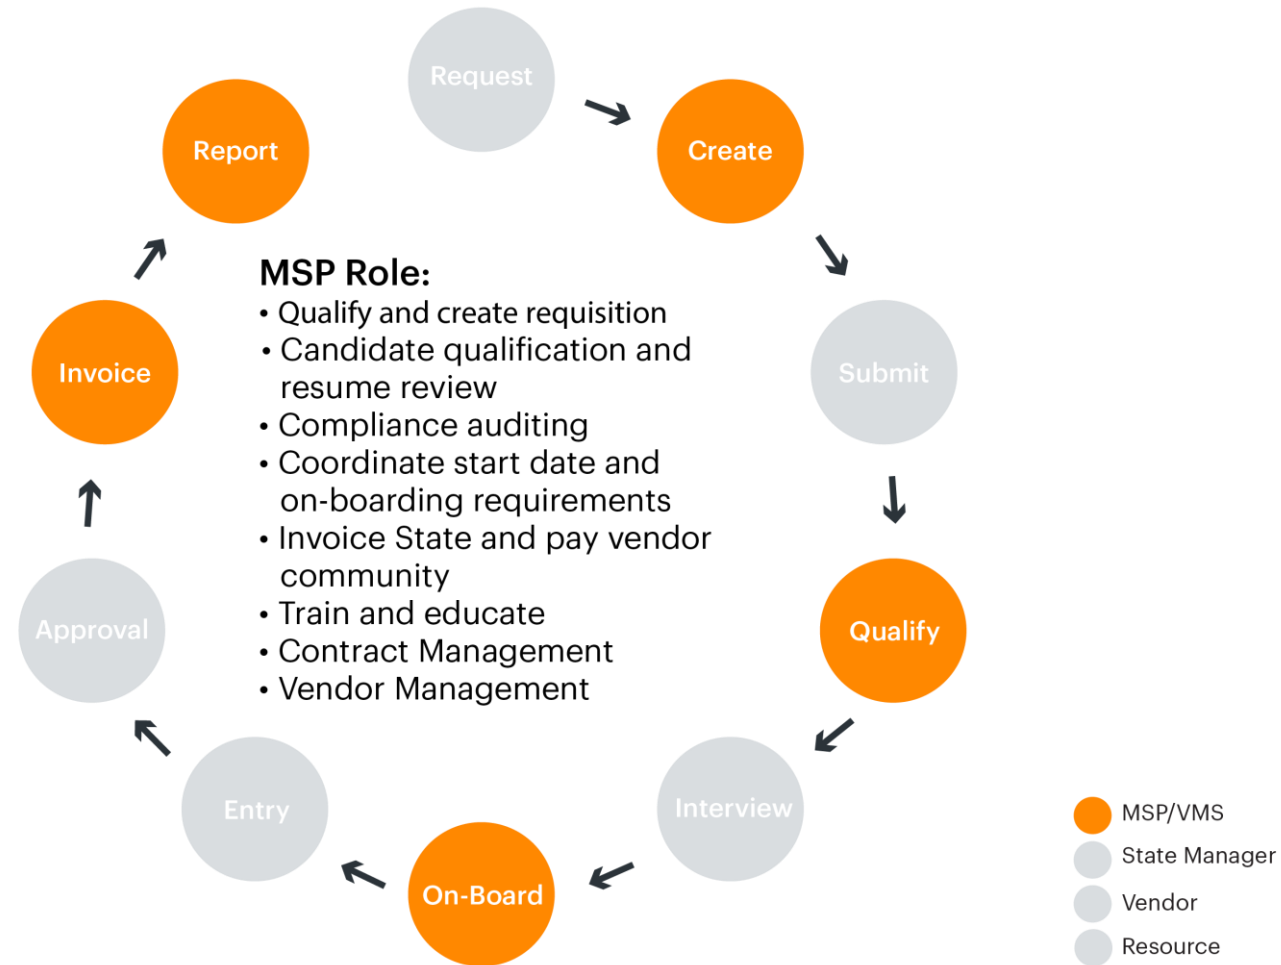 Request
Create
Report
MSP Role:
• Qualify and create requisition
• Candidate qualification and
resume review
• Compliance auditing
• Coordinate start date and
on-boarding requirements
• Invoice State and pay vendor
community
• Train and educate
• Contract Management
• Vendor Management
Submit
Qualify
Interview
On-Board
Entry
Approval
Invoice
MSP/VMS
State Manager
Vendor
Resource